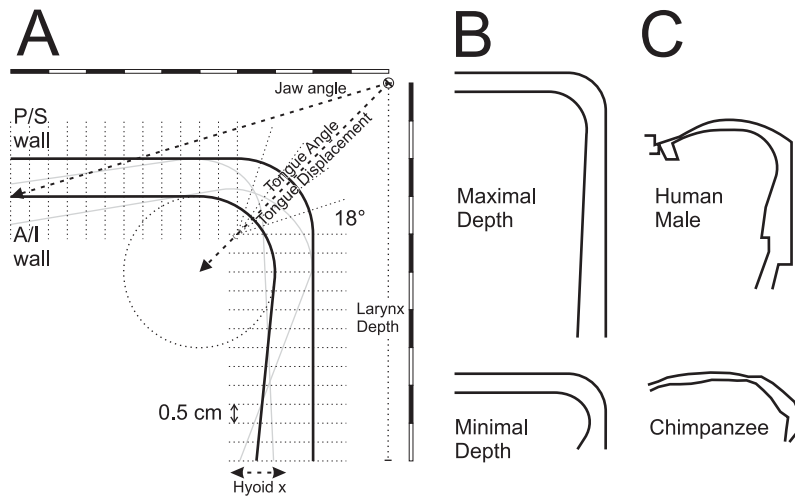 A
B
C
Jaw angle
P/S
wall
Tongue Angle
Tongue Displacement
A/I
wall
18°
Larynx
Depth
0.5 cm
Hyoid x
Maximal
Depth
Minimal
Depth
Human
Male
Chimpanzee